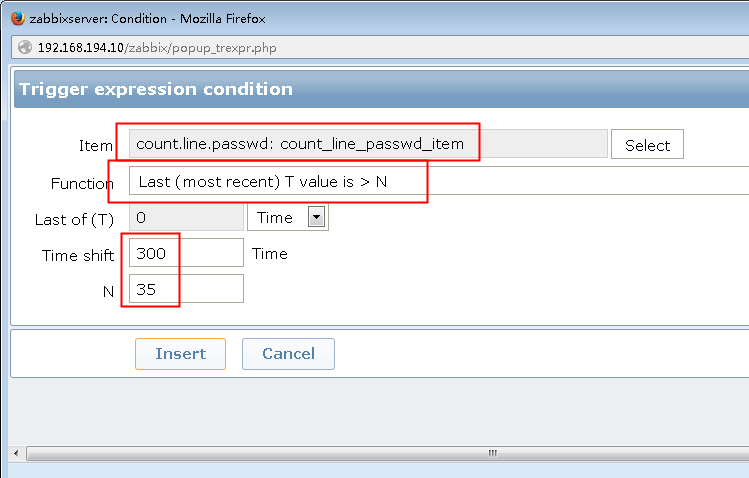 zabbixserver: Condition - Mozilla Firefox
192.168.194.10/zabbix/popup_trexpr.php
Trigger expression condition
Item count.line.passwd: count_line_passwd_item Select
Function Last (most recent) T value is > N
Last of (T) 0 Time
Time shift 300 Time
N 35
Insert Cancel